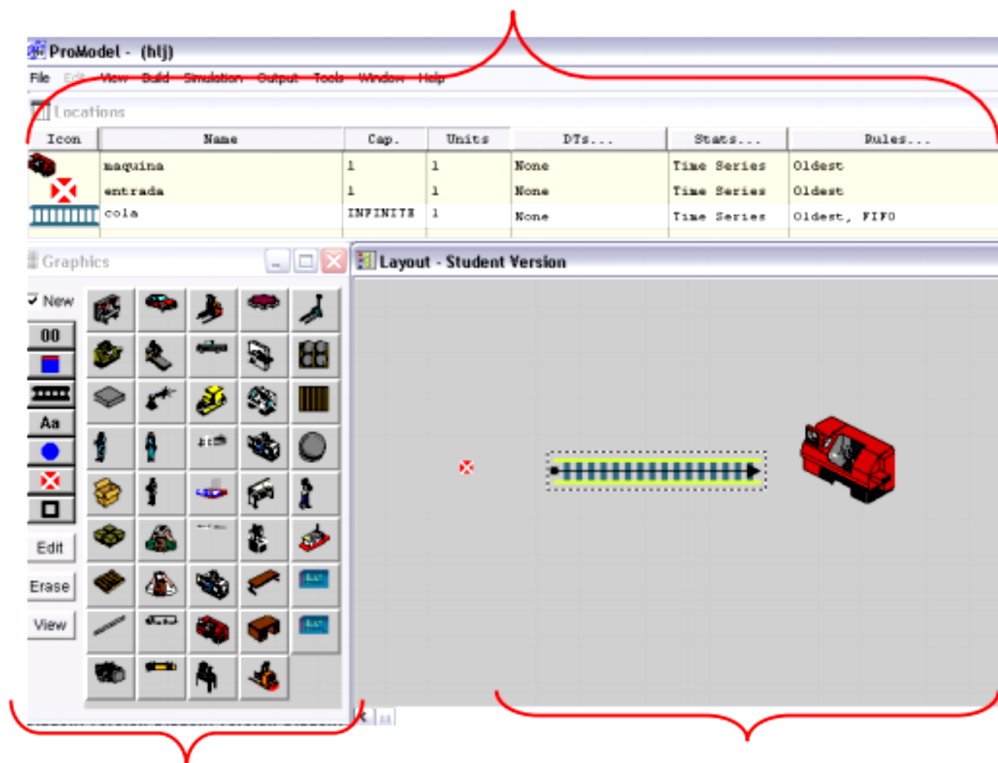 ProModel - (hlj)
File Edit View Build Simulation Output Tools Window Help
Locations
Icon Name Cap. Units DTs... Stats... Rules...
maquina 1 1 None Time Series Oldest
entrada 1 1 None Time Series Oldest
cola INFINITE 1 None Time Series Oldest, FIFO
Graphics
Layout - Student Version
New
00
Aa
Edit
Erase
View